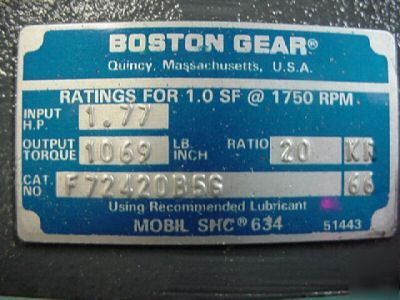 BOSTON GEAR®
Quincy, Massachusetts, U.S.A.
RATINGS FOR 1.0 SF @ 1750 RPM
INPUT H.P. 1.77
OUTPUT TORQUE 1069 LB. INCH RATIO 20 KR
CAT. NO F72420B5G 66
Using Recommended Lubricant
MOBIL SHC® 634 51443